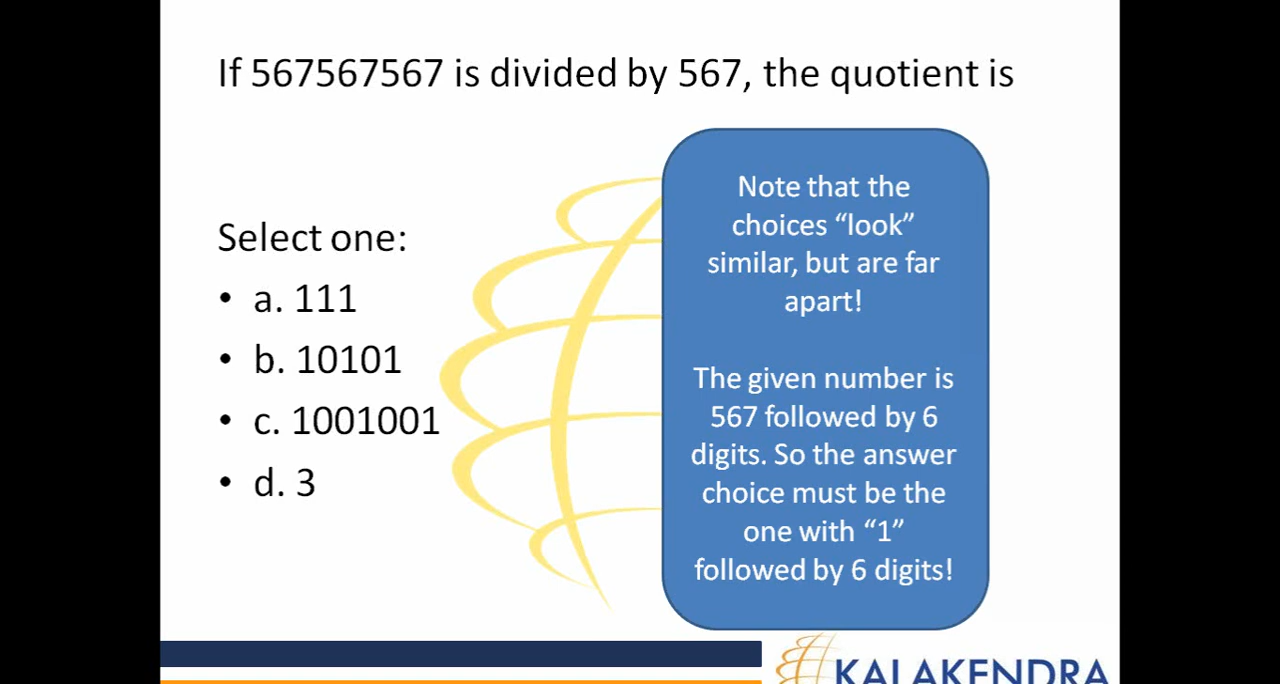 If 567567567 is divided by 567, the quotient is
Select one:
• a. 111
• b. 10101
• c. 1001001
• d. 3
Note that the
choices “look”
similar, but are far
apart!
The given number is
567 followed by 6
digits. So the answer
choice must be the
one with “1”
followed by 6 digits!
KALAKENDRA